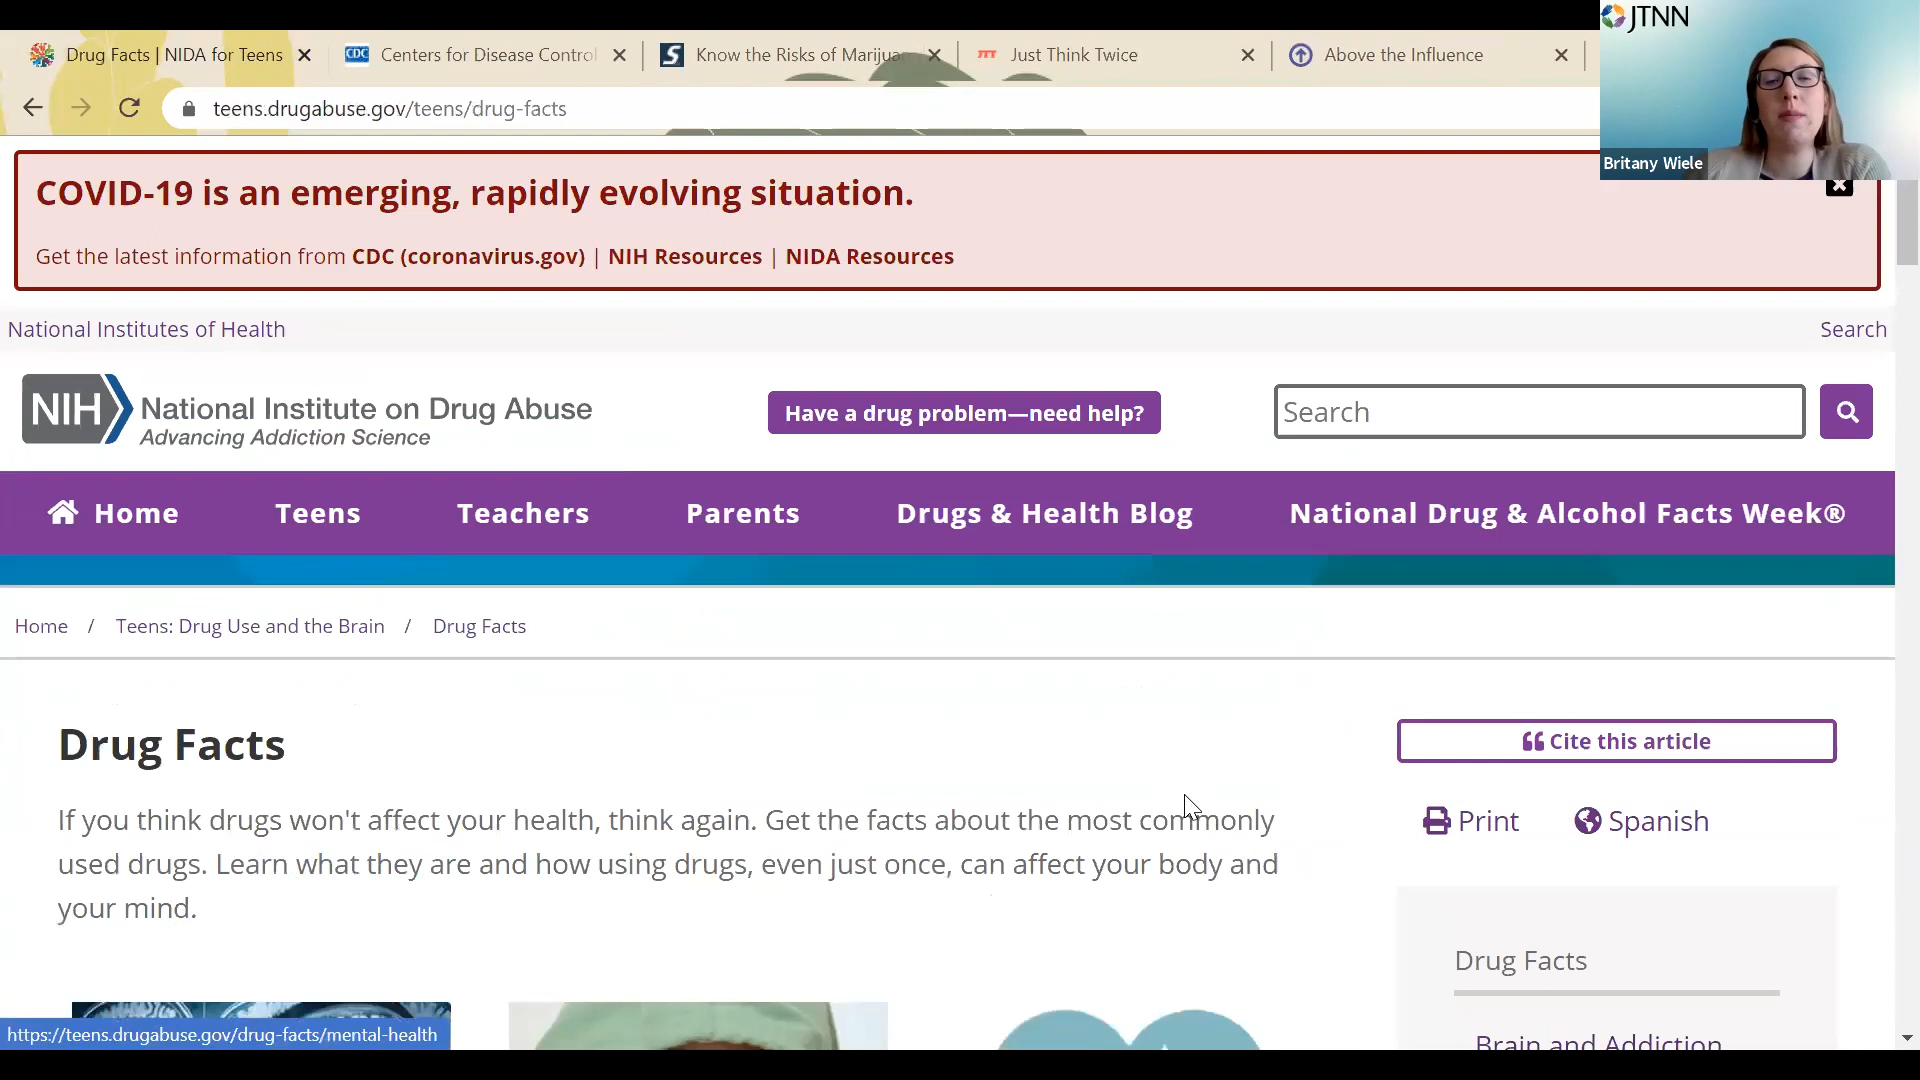 JTNN
Drug Facts | NIDA for Teens
CDC
Centers for Disease Control
Know the Risks of Mariju
JTT
Just Think Twice
Above the Influence
teens.drugabuse.gov/teens/drug-facts
Britany Wiele
COVID-19 is an emerging, rapidly evolving situation.
Get the latest information from CDC (coronavirus.gov) | NIH Resources | NIDA Resources
National Institutes of Health
Search
NIH National Institute on Drug Abuse
Advancing Addiction Science
Have a drug problem—need help?
Search
Home Teens Teachers Parents Drugs & Health Blog National Drug & Alcohol Facts Week®
Home / Teens: Drug Use and the Brain / Drug Facts
Drug Facts
Cite this article
If you think drugs won't affect your health, think again. Get the facts about the most commonly
used drugs. Learn what they are and how using drugs, even just once, can affect your body and
your mind.
Print
Spanish
Drug Facts
Brain and Addiction
https://teens.drugabuse.gov/drug-facts/mental-health